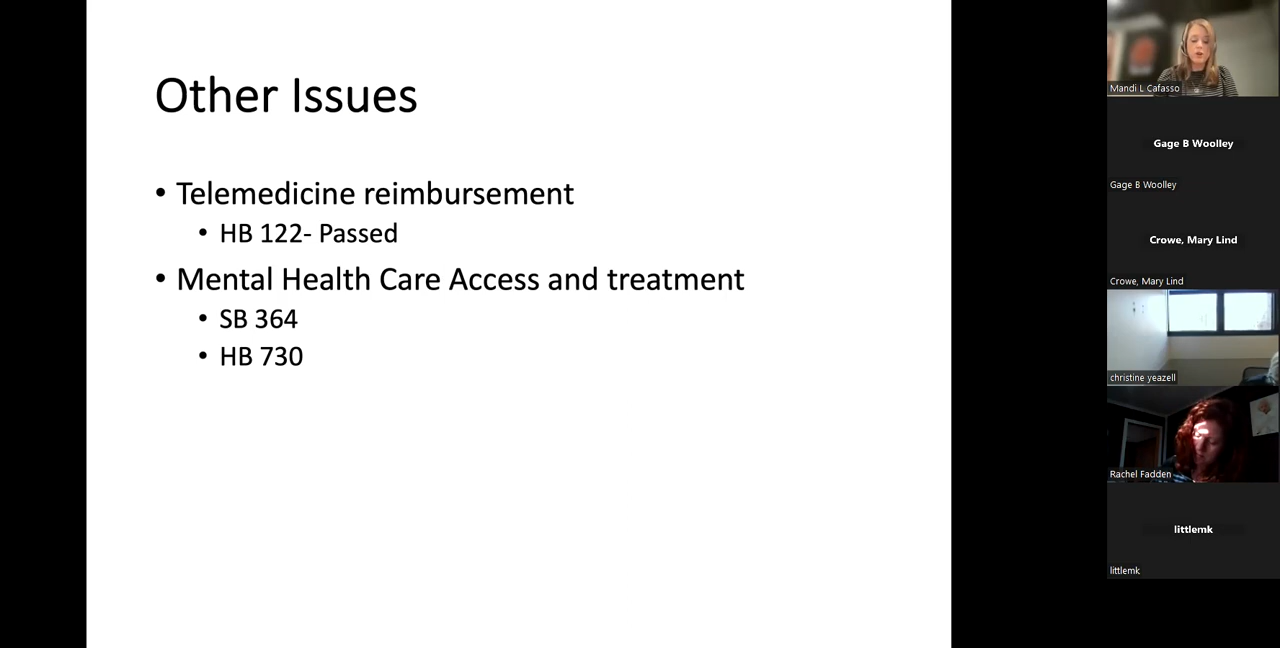 Other Issues
• Telemedicine reimbursement
• HB 122- Passed
• Mental Health Care Access and treatment
• SB 364
• HB 730
Mandi L Cafasso
Gage B Woolley
Gage B Woolley
Crowe, Mary Lind
Crowe, Mary Lind
christine yeazell
Rachel Fadden
littlemk
littlemk